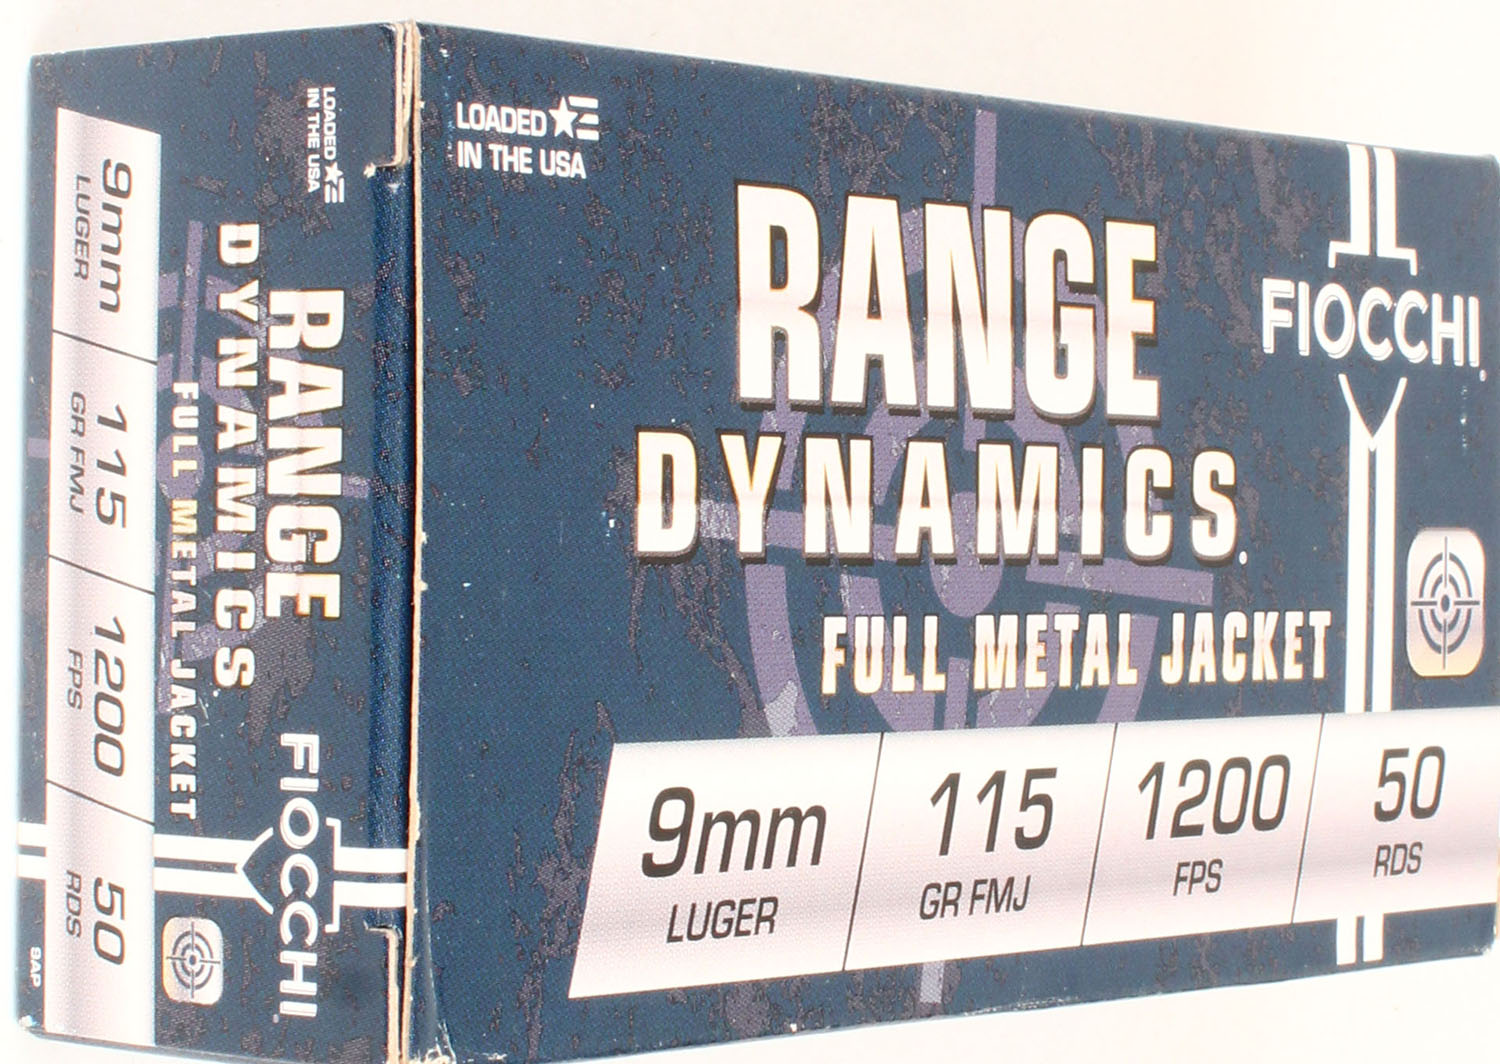 LOADED
IN THE USA
RANGE
DYNAMICS
FULL METAL JACKET
FIOCCHI
9mm
LUGER
115
GR FMJ
1200
FPS
50
RDS
LOADED
IN THE USA
RANGE
DYNAMICS
FULL METAL JACKET
FIOCCHI
9mm
LUGER
115
GR FMJ
1200
FPS
50
RDS
9AP